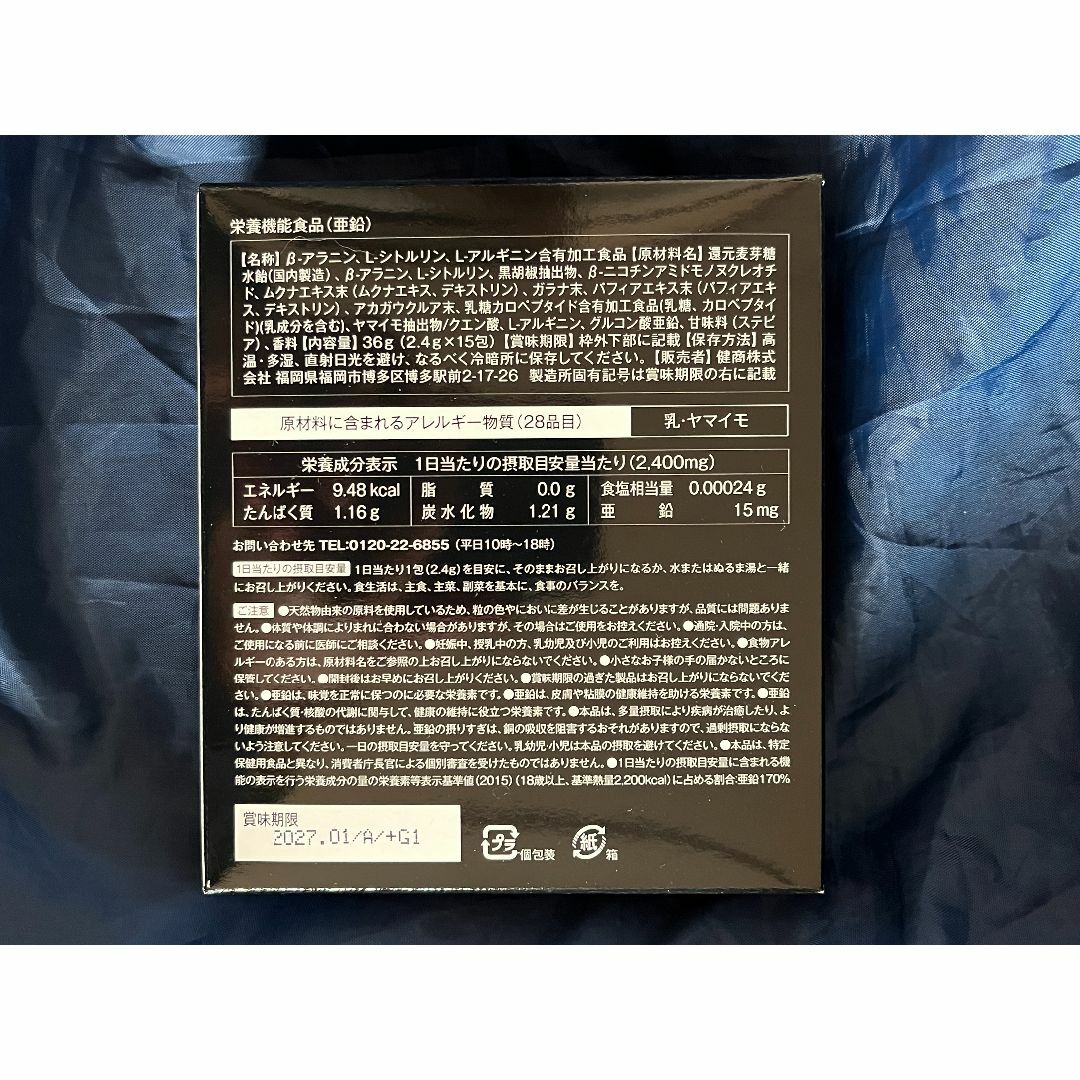 栄養機能食品(亜鉛)
【名称】β-アラニン、L-シトルリン、L-アルギニン含有加工食品【原材料名】還元麦芽糖
水飴(国内製造)、β-アラニン、L-シトルリン、黒胡椒抽出物、β-ニコチンアミドモノヌクレオチ
ド、ムクナエキス末(ムクナエキス、デキストリン)、ガラナ末、パフィアエキス末(パフィアエキ
ス、デキストリン)、アカガウクルア末、乳糖カロペプタイド含有加工食品(乳糖、カロペプタイ
ド)(乳成分を含む)、ヤマイモ抽出物/クエン酸、L-アルギニン、グルコン酸亜鉛、甘味料(ステビ
ア)、香料【内容量】36g(2.4g×15包)【賞味期限】枠外下部に記載【保存方法】高
温・多湿、直射日光を避け、なるべく冷暗所に保存してください。【販売者】健商株式
会社 福岡県福岡市博多区博多駅前2-17-26 製造所固有記号は賞味期限の右に記載
原材料に含まれるアレルギー物質(28品目) 乳・ヤマイモ
栄養成分表示 1日当たりの摂取目安量当たり(2,400mg)
エネルギー 9.48kcal 脂質 0.0g 食塩相当量 0.00024g
たんぱく質 1.16g 炭水化物 1.21g 亜鉛 15mg
お問い合わせ先 TEL:0120-22-6855(平日10時〜18時)
1日当たりの摂取目安量 1日当たり1包(2.4g)を目安に、そのままお召し上がりになるか、水またはぬるま湯と一緒
にお召し上がりください。食生活は、主食、主菜、副菜を基本に、食事のバランスを。
ご注意 ●天然物由来の原料を使用しているため、粒の色やにおいに差が生じることがありますが、品質には問題ありま
せん。●体質や体調によりまれに合わない場合がありますが、その場合はご使用をお控えください。●通院・入院中の方は、
ご使用になる前に医師にご相談ください。●妊娠中、授乳中の方、乳幼児及び小児のご利用はお控えください。●食物アレ
ルギーのある方は、原材料名をご参照の上お召し上がりにならないでください。●小さなお子様の手の届かないところに
保管してください。●開封後はお早めにお召し上がりください。●賞味期限の過ぎた製品はお召し上がりにならないでくだ
さい。●亜鉛は、味覚を正常に保つのに必要な栄養素です。●亜鉛は、皮膚や粘膜の健康維持を助ける栄養素です。●亜鉛
は、たんぱく質・核酸の代謝に関与して、健康の維持に役立つ栄養素です。●本品は、多量摂取により疾病が治癒したり、よ
り健康が増進するものではありません。亜鉛の摂りすぎは、銅の吸収を阻害するおそれがありますので、過剰摂取にならな
いよう注意してください。一日の摂取目安量を守ってください。乳幼児・小児は本品の摂取を避けてください。●本品は、特定
保健用食品と異なり、消費者庁長官による個別審査を受けたものではありません。●1日当たりの摂取目安量に含まれる機
能の表示を行う栄養成分の量の栄養素等表示基準値(2015)(18歳以上、基準熱量2,200kcal)に占める割合:亜鉛170%
賞味期限
2027.01/A/+G1
プラ 個包装 紙 箱